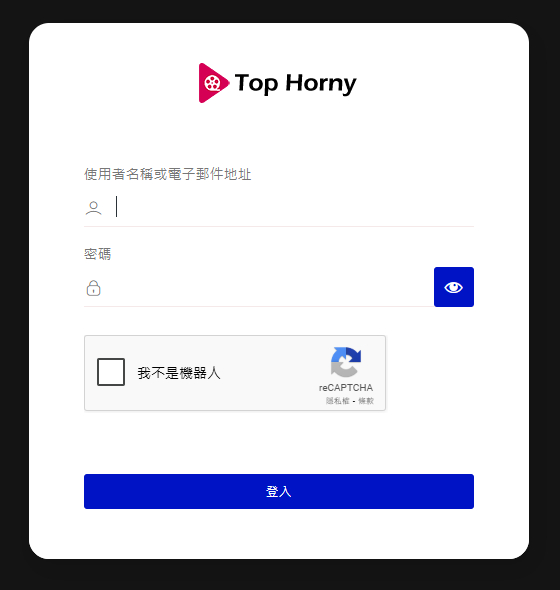 Top Horny
使用者名稱或電子郵件地址
密碼
我不是機器人
reCAPTCHA
隱私權 - 條款
登入